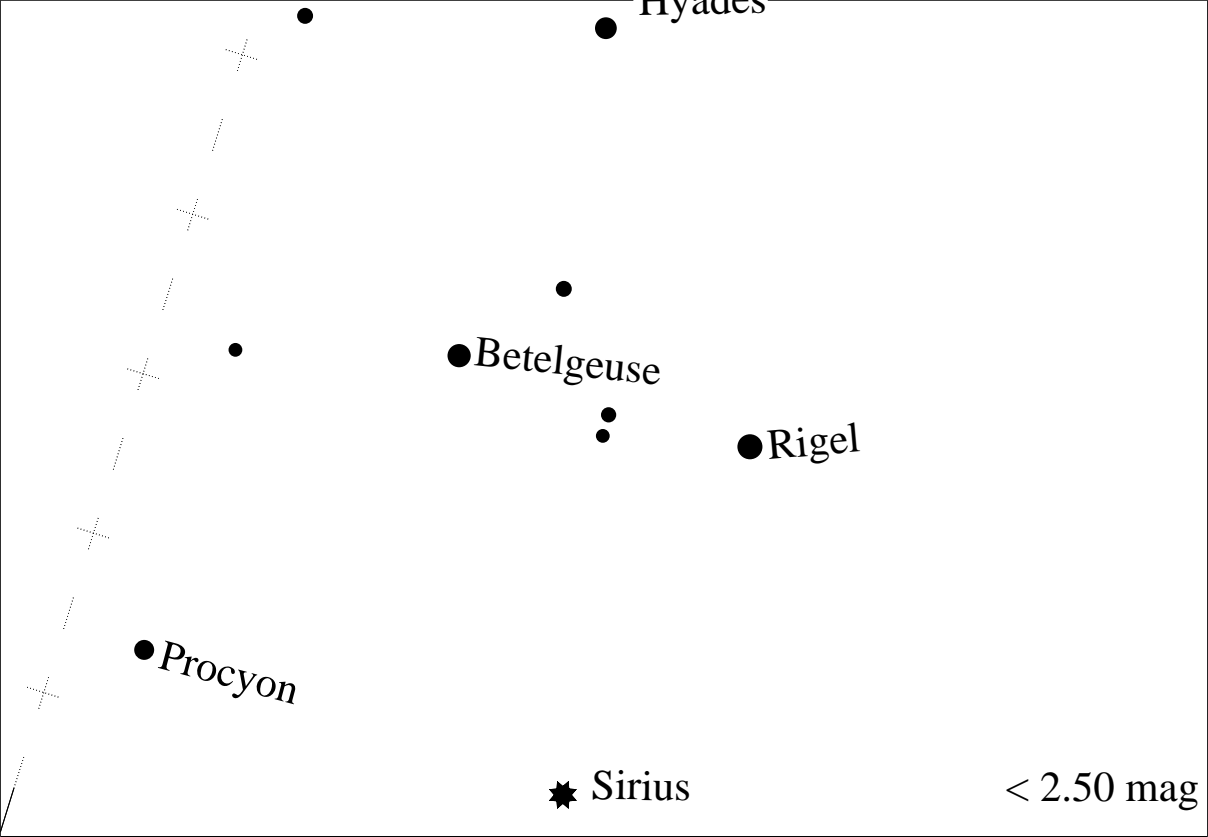 Hyades
Betelgeuse
Rigel
Procyon
Sirius
< 2.50 mag